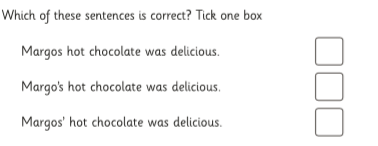 Which of these sentences is correct? Tick one box
Margos hot chocolate was delicious.
Margo's hot chocolate was delicious.
Margos' hot chocolate was delicious.